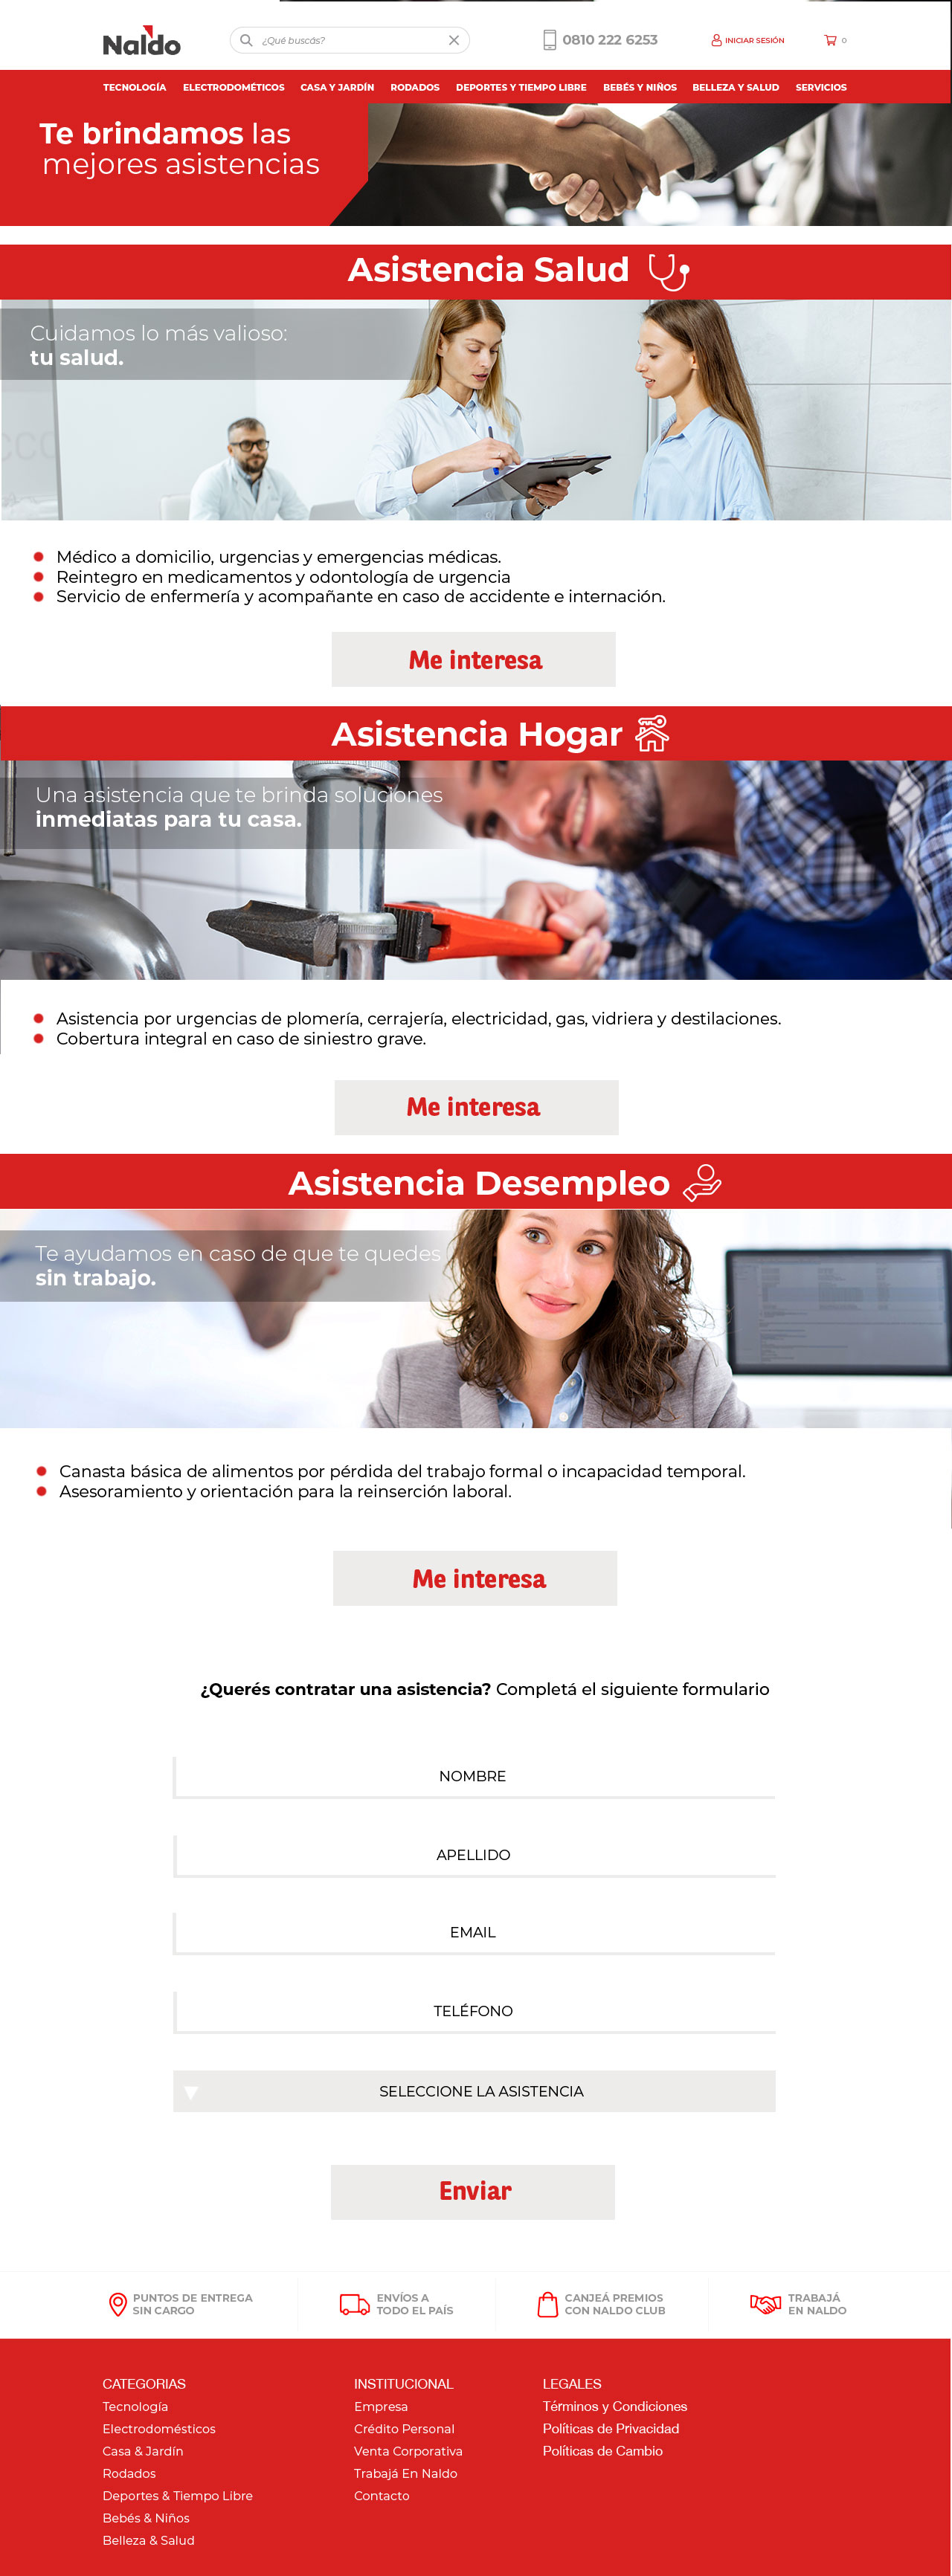 Naldo
¿Qué buscás?
0810 222 6253
INICIAR SESIÓN
0
TECNOLOGÍA ELECTRODOMÉTICOS CASA Y JARDÍN RODADOS DEPORTES Y TIEMPO LIBRE BEBÉS Y NIÑOS BELLEZA Y SALUD SERVICIOS
Te brindamos las
mejores asistencias
Asistencia Salud
Cuidamos lo más valioso:
tu salud.
Médico a domicilio, urgencias y emergencias médicas.
Reintegro en medicamentos y odontología de urgencia
Servicio de enfermería y acompañante en caso de accidente e internación.
Me interesa
Asistencia Hogar
Una asistencia que te brinda soluciones
inmediatas para tu casa.
Asistencia por urgencias de plomería, cerrajería, electricidad, gas, vidriera y destilaciones.
Cobertura integral en caso de siniestro grave.
Me interesa
Asistencia Desempleo
Te ayudamos en caso de que te quedes
sin trabajo.
Canasta básica de alimentos por pérdida del trabajo formal o incapacidad temporal.
Asesoramiento y orientación para la reinserción laboral.
Me interesa
¿Querés contratar una asistencia? Completá el siguiente formulario
NOMBRE
APELLIDO
EMAIL
TELÉFONO
SELECCIONE LA ASISTENCIA
Enviar
PUNTOS DE ENTREGA
SIN CARGO
ENVÍOS A
TODO EL PAÍS
CANJEÁ PREMIOS
CON NALDO CLUB
TRABAJÁ
EN NALDO
CATEGORIAS
Tecnología
Electrodomésticos
Casa & Jardín
Rodados
Deportes & Tiempo Libre
Bebés & Niños
Belleza & Salud
INSTITUCIONAL
Empresa
Crédito Personal
Venta Corporativa
Trabajá En Naldo
Contacto
LEGALES
Términos y Condiciones
Políticas de Privacidad
Políticas de Cambio